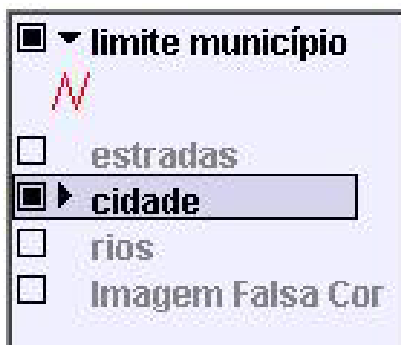 limite município
estradas
cidade
rios
Imagem Falsa Cor